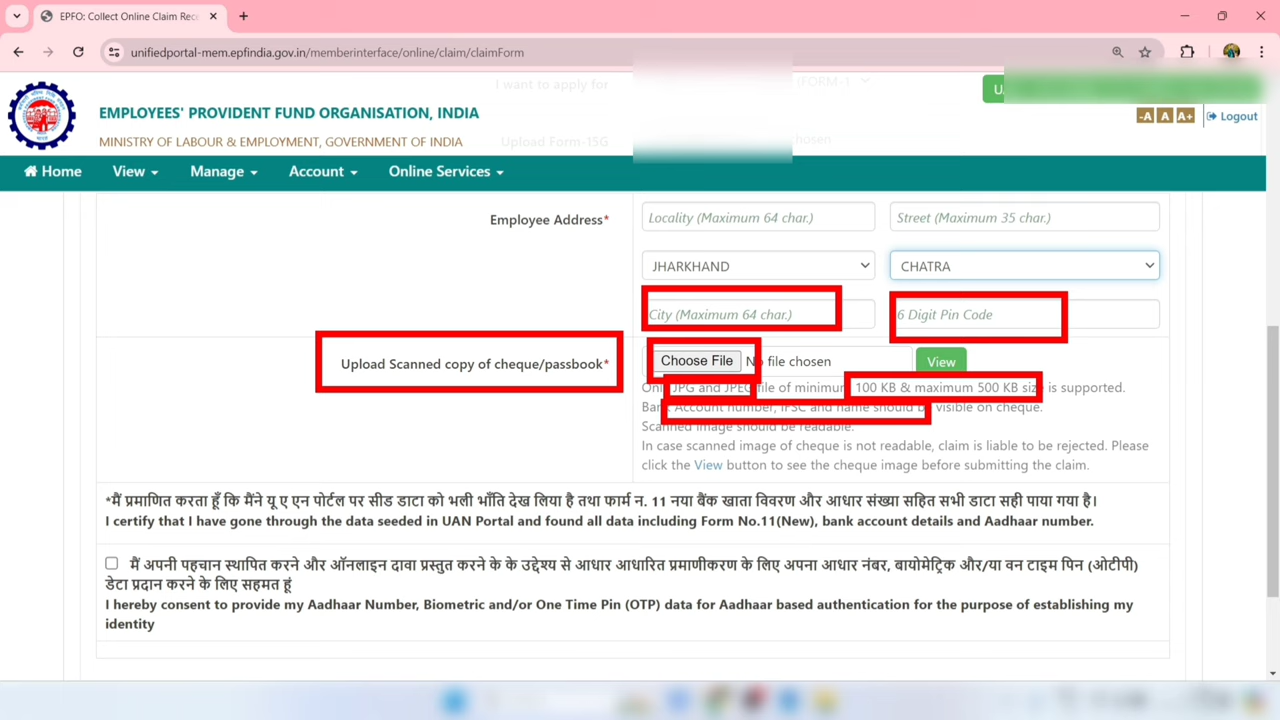 EPFO: Collect Online Claim Rece
unifiedportal-mem.epfindia.gov.in/memberinterface/online/claim/claimForm
I want to apply for
(FORM-1
EMPLOYEES' PROVIDENT FUND ORGANISATION, INDIA
-A A A+ Logout
MINISTRY OF LABOUR & EMPLOYMENT, GOVERNMENT OF INDIA
Upload Form-15G
Home View Manage Account Online Services
Employee Address* Locality (Maximum 64 char.) Street (Maximum 35 char.)
JHARKHAND CHATRA
City (Maximum 64 char.) 6 Digit Pin Code
Upload Scanned copy of cheque/passbook* Choose File No file chosen View
Only JPG and JPEG file of minimum 100 KB & maximum 500 KB size is supported.
Bank Account number, IFSC and name should be visible on cheque.
Scanned image should be readable.
In case scanned image of cheque is not readable, claim is liable to be rejected. Please
click the View button to see the cheque image before submitting the claim.
*मैं प्रमाणित करता हूँ कि मैंने यू ए एन पोर्टल पर सीड डाटा को भली भाँति देख लिया है तथा फार्म न. 11 नया बैंक खाता विवरण और आधार संख्या सहित सभी डाटा सही पाया गया है।
I certify that I have gone through the data seeded in UAN Portal and found all data including Form No.11(New), bank account details and Aadhaar number.
मैं अपनी पहचान स्थापित करने और ऑनलाइन दावा प्रस्तुत करने के के उद्देश्य से आधार आधारित प्रमाणीकरण के लिए अपना आधार नंबर, बायोमेट्रिक और/या वन टाइम पिन (ओटीपी)
डेटा प्रदान करने के लिए सहमत हूं
I hereby consent to provide my Aadhaar Number, Biometric and/or One Time Pin (OTP) data for Aadhaar based authentication for the purpose of establishing my
identity